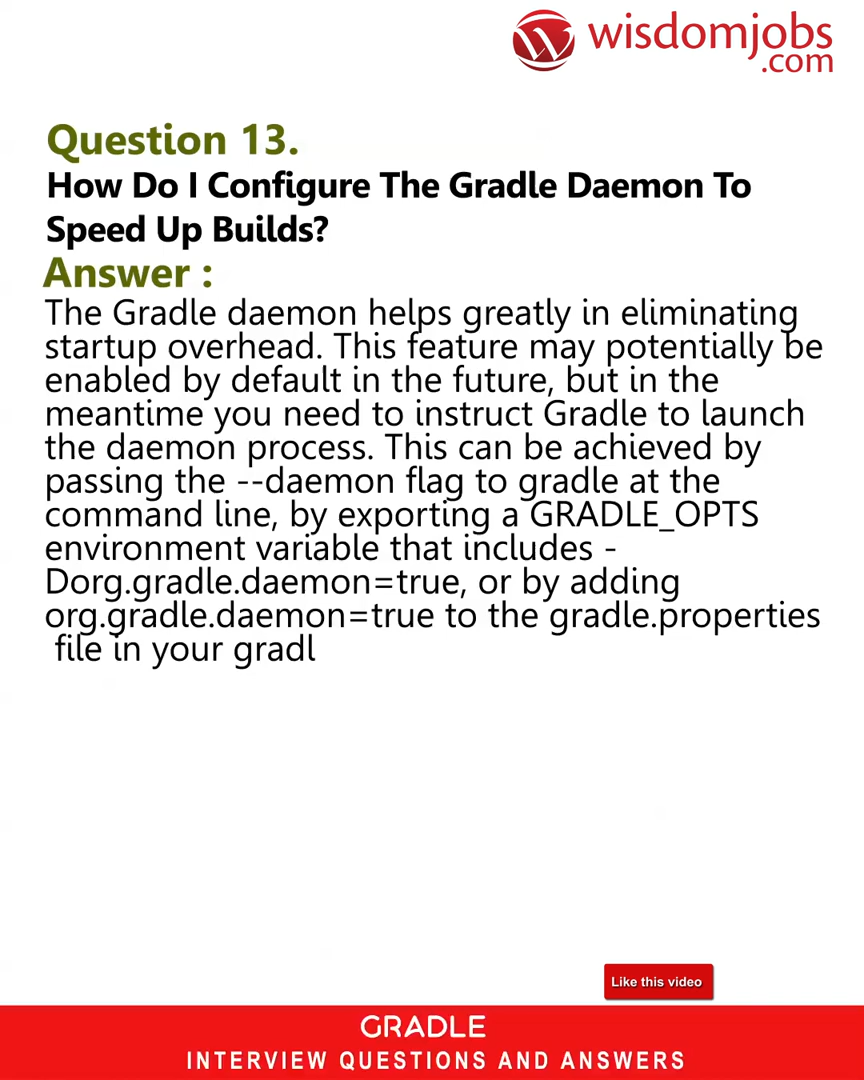 wisdomjobs
.com
Question 13.
How Do I Configure The Gradle Daemon To
Speed Up Builds?
Answer :
The Gradle daemon helps greatly in eliminating
startup overhead. This feature may potentially be
enabled by default in the future, but in the
meantime you need to instruct Gradle to launch
the daemon process. This can be achieved by
passing the --daemon flag to gradle at the
command line, by exporting a GRADLE_OPTS
environment variable that includes -
Dorg.gradle.daemon=true, or by adding
org.gradle.daemon=true to the gradle.properties
file in your gradl
Like this video
GRADLE
INTERVIEW QUESTIONS AND ANSWERS